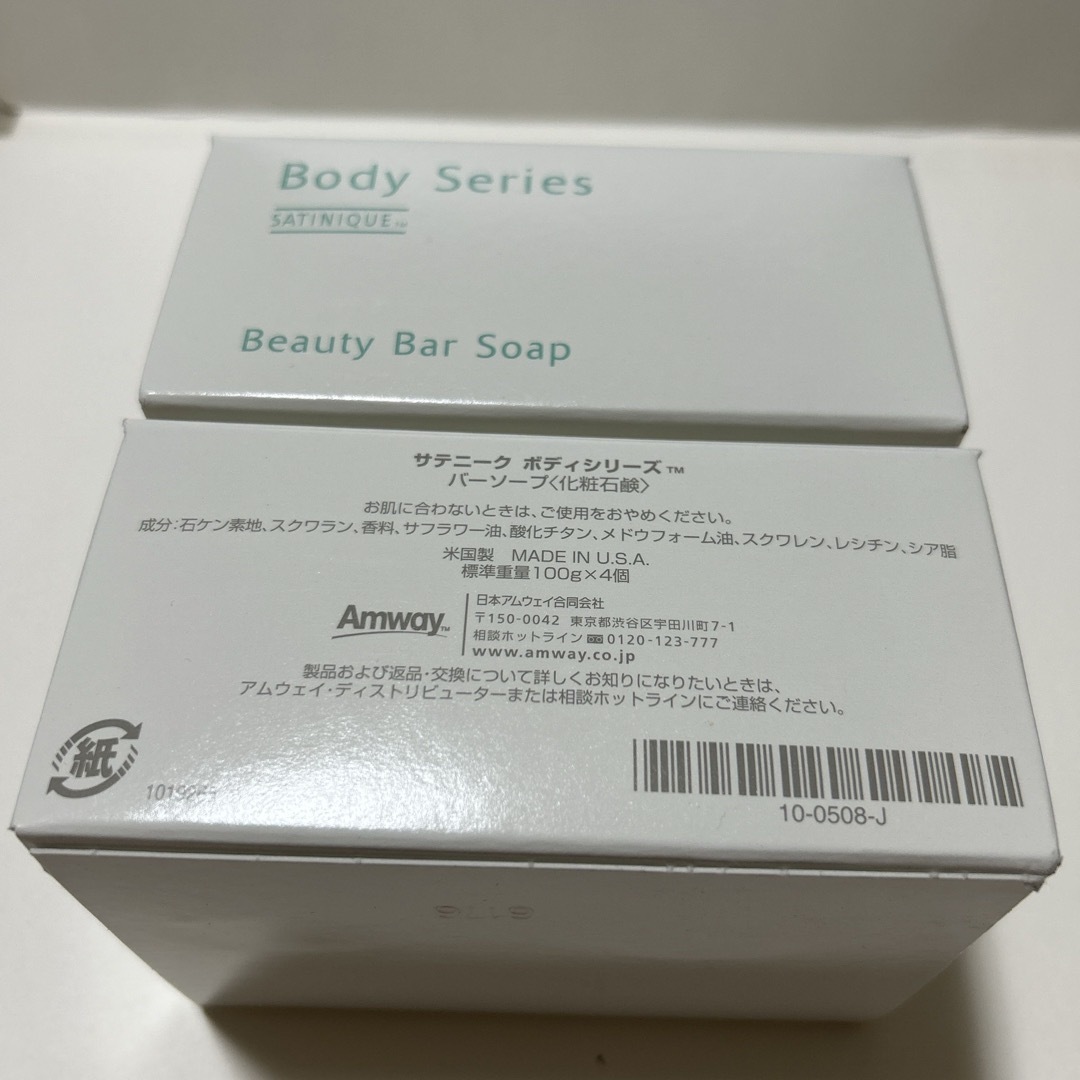 Body Series
SATINIQUE™
Beauty Bar Soap
サテニーク ボディシリーズ™
バーソープ〈化粧石鹸〉
お肌に合わないときは、ご使用をおやめください。
成分：石ケン素地、スクワラン、香料、サフラワー油、酸化チタン、メドウフォーム油、スクワレン、レシチン、シア脂
米国製 MADE IN U.S.A.
標準重量100g×4個
Amway™
日本アムウェイ合同会社
〒150-0042 東京都渋谷区宇田川町7-1
相談ホットライン 0120-123-777
www.amway.co.jp
製品および返品・交換について詳しくお知りになりたいときは、
アムウェイ・ディストリビューターまたは相談ホットラインにご連絡ください。
紙
10-0508-J